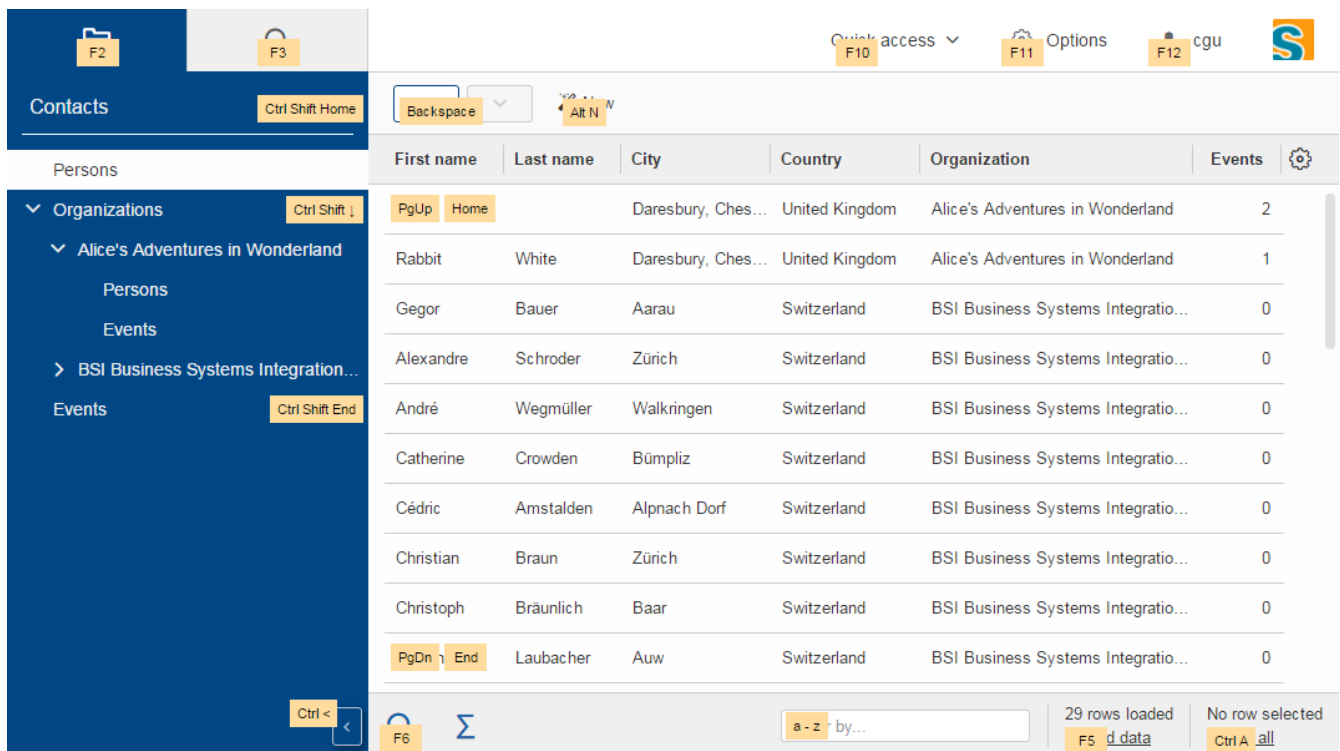 F2
F3
Quick access
F10
Options
F11
cgu
F12
Contacts
Ctrl Shift Home
Backspace
Alt N
Persons
Organizations
Ctrl Shift ↓
Alice's Adventures in Wonderland
Persons
Events
BSI Business Systems Integration...
Events
Ctrl Shift End
Ctrl <
First name Last name City Country Organization Events
PgUp Home Daresbury, Ches... United Kingdom Alice's Adventures in Wonderland 2
Rabbit White Daresbury, Ches... United Kingdom Alice's Adventures in Wonderland 1
Gegor Bauer Aarau Switzerland BSI Business Systems Integratio... 0
Alexandre Schroder Zürich Switzerland BSI Business Systems Integratio... 0
André Wegmüller Walkringen Switzerland BSI Business Systems Integratio... 0
Catherine Crowden Bümpliz Switzerland BSI Business Systems Integratio... 0
Cédric Amstalden Alpnach Dorf Switzerland BSI Business Systems Integratio... 0
Christian Braun Zürich Switzerland BSI Business Systems Integratio... 0
Christoph Bräunlich Baar Switzerland BSI Business Systems Integratio... 0
PgDn End Laubacher Auw Switzerland BSI Business Systems Integratio... 0
F6
Σ
a - z by...
29 rows loaded
F5 data
No row selected
Ctrl A all